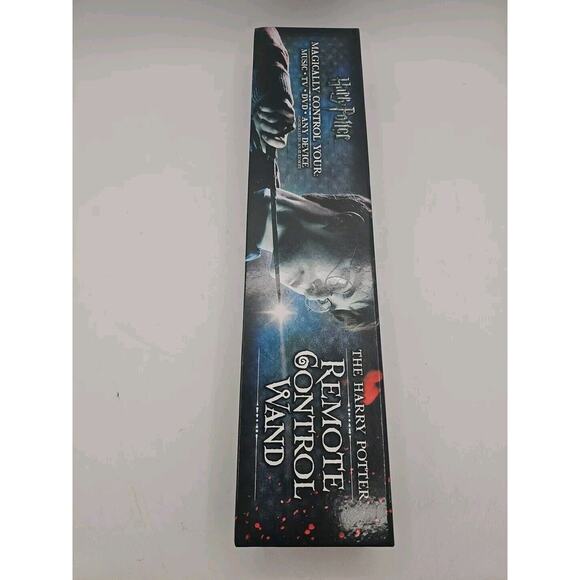 Harry Potter
MAGICALLY CONTROL YOUR:
MUSIC • TV • DVD • ANY DEVICE
THE HARRY POTTER
REMOTE
CONTROL
WAND